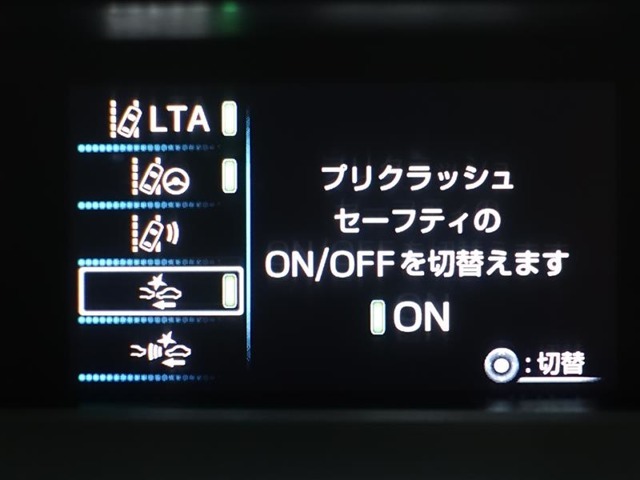 LTA
プリクラッシュ
セーフティの
ON/OFFを切替えます
ON
:切替